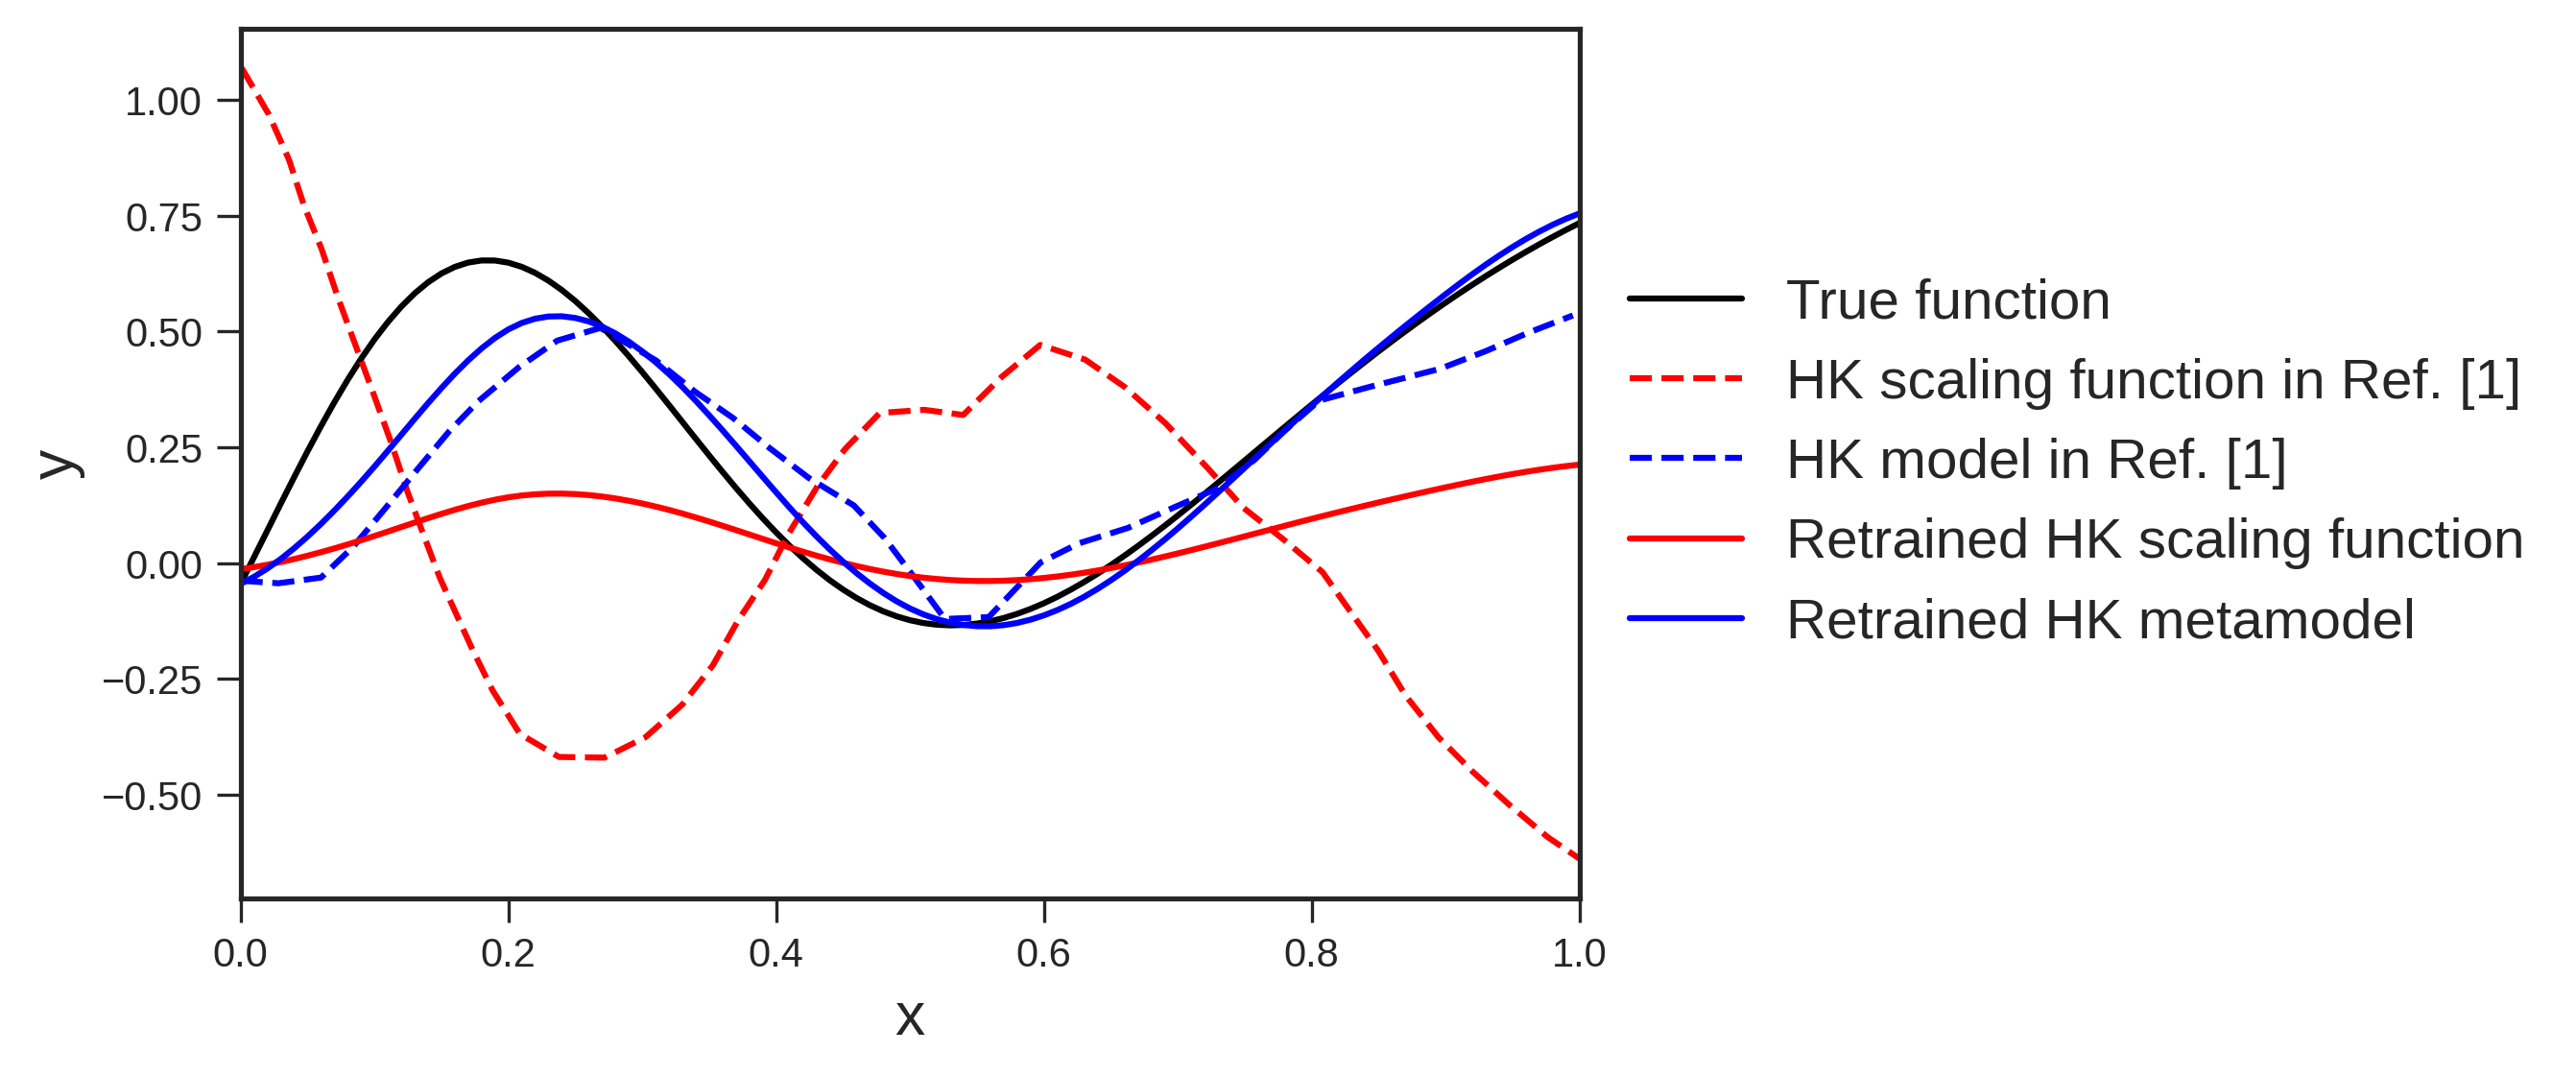 1.00
0.75
0.50
0.25
0.00
−0.25
−0.50
y
0.0 0.2 0.4 0.6 0.8 1.0
x
True function
HK scaling function in Ref. [1]
HK model in Ref. [1]
Retrained HK scaling function
Retrained HK metamodel